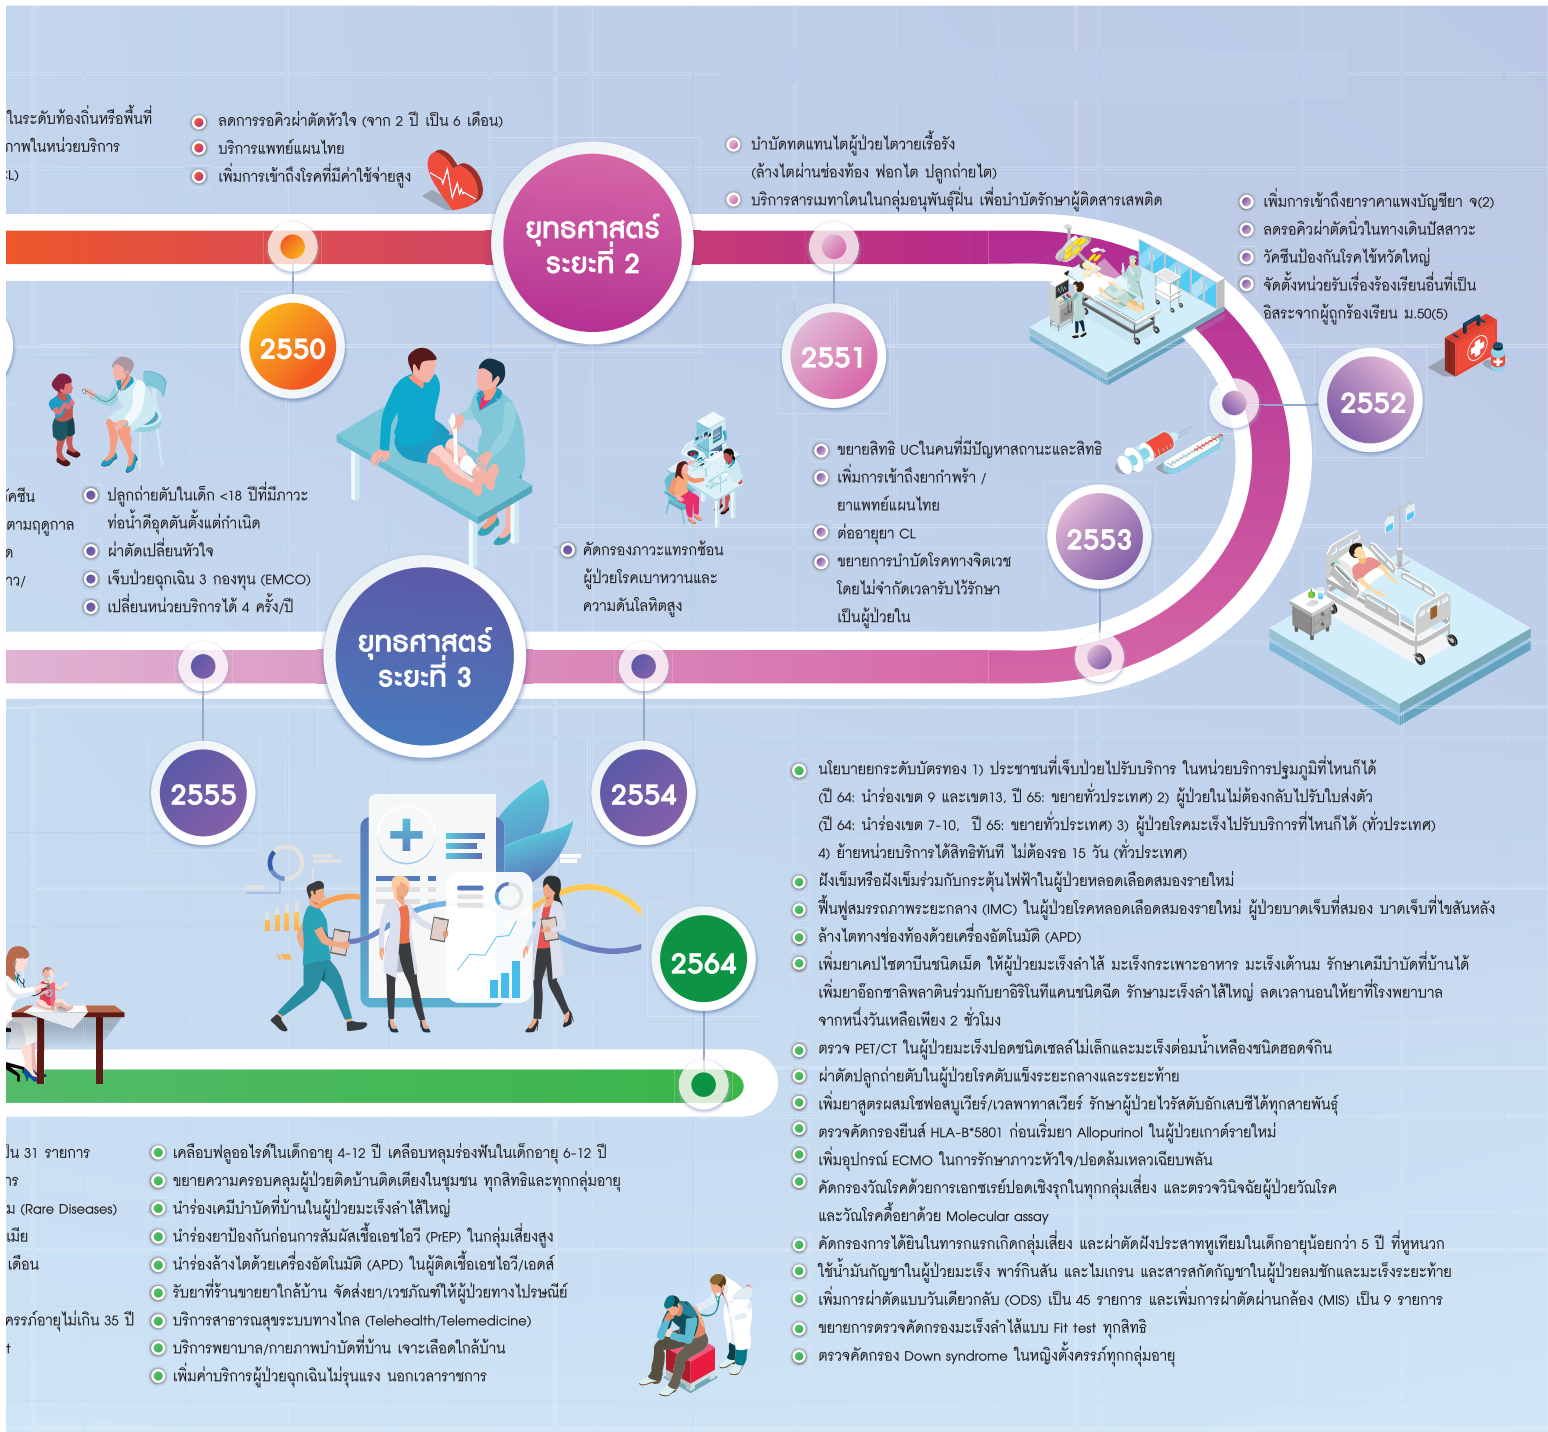 ในระดับท้องถิ่นหรือพื้นที่
ภาพในหน่วยบริการ
CL)
ลดการรอคิวผ่าตัดหัวใจ (จาก 2 ปี เป็น 6 เดือน)
บริการแพทย์แผนไทย
เพิ่มการเข้าถึงโรคที่มีค่าใช้จ่ายสูง
2550
ยุทธศาสตร์
ระยะที่ 2
บำบัดทดแทนไตผู้ป่วยไตวายเรื้อรัง
(ล้างไตผ่านช่องท้อง ฟอกไต ปลูกถ่ายไต)
บริการสารเมทาโดนในกลุ่มอนุพันธุ์ฝิ่น เพื่อบำบัดรักษาผู้ติดสารเสพติด
2551
เพิ่มการเข้าถึงยาราคาแพงบัญชียา จ(2)
ลดรอคิวผ่าตัดนิ่วในทางเดินปัสสาวะ
วัคซีนป้องกันโรคไข้หวัดใหญ่
จัดตั้งหน่วยรับเรื่องร้องเรียนอื่นที่เป็น
อิสระจากผู้ถูกร้องเรียน ม.50(5)
2552
ขยายสิทธิ UCในคนที่มีปัญหาสถานะและสิทธิ
เพิ่มการเข้าถึงยากำพร้า /
ยาแพทย์แผนไทย
ต่ออายุยา CL
ขยายการบำบัดโรคทางจิตเวช
โดยไม่จำกัดเวลารับไว้รักษา
เป็นผู้ป่วยใน
2553
คัดกรองภาวะแทรกซ้อน
ผู้ป่วยโรคเบาหวานและ
ความดันโลหิตสูง
2554
ยุทธศาสตร์
ระยะที่ 3
ปลูกถ่ายตับในเด็ก <18 ปีที่มีภาวะ
ท่อน้ำดีอุดตันตั้งแต่กำเนิด
ผ่าตัดเปลี่ยนหัวใจ
เจ็บป่วยฉุกเฉิน 3 กองทุน (EMCO)
เปลี่ยนหน่วยบริการได้ 4 ครั้ง/ปี
2555
วัคซีน
ตามฤดูกาล
ด
าว/
2564
นโยบายยกระดับบัตรทอง 1) ประชาชนที่เจ็บป่วยไปรับบริการ ในหน่วยบริการปฐมภูมิที่ไหนก็ได้
(ปี 64: นำร่องเขต 9 และเขต13, ปี 65: ขยายทั่วประเทศ) 2) ผู้ป่วยในไม่ต้องกลับไปรับใบส่งตัว
(ปี 64: นำร่องเขต 7-10, ปี 65: ขยายทั่วประเทศ) 3) ผู้ป่วยโรคมะเร็งไปรับบริการที่ไหนก็ได้ (ทั่วประเทศ)
4) ย้ายหน่วยบริการได้สิทธิทันที ไม่ต้องรอ 15 วัน (ทั่วประเทศ)
ฝังเข็มหรือฝังเข็มร่วมกับกระตุ้นไฟฟ้าในผู้ป่วยหลอดเลือดสมองรายใหม่
ฟื้นฟูสมรรถภาพระยะกลาง (IMC) ในผู้ป่วยโรคหลอดเลือดสมองรายใหม่ ผู้ป่วยบาดเจ็บที่สมอง บาดเจ็บที่ไขสันหลัง
ล้างไตทางช่องท้องด้วยเครื่องอัตโนมัติ (APD)
เพิ่มยาเคปไซตาบีนชนิดเม็ด ให้ผู้ป่วยมะเร็งลำไส้ มะเร็งกระเพาะอาหาร มะเร็งเต้านม รักษาเคมีบำบัดที่บ้านได้
เพิ่มยาอ๊อกซาลิพลาตินร่วมกับยาอิริโนทีแคนชนิดฉีด รักษามะเร็งลำไส้ใหญ่ ลดเวลานอนให้ยาที่โรงพยาบาล
จากหนึ่งวันเหลือเพียง 2 ชั่วโมง
ตรวจ PET/CT ในผู้ป่วยมะเร็งปอดชนิดเซลล์ไม่เล็กและมะเร็งต่อมน้ำเหลืองชนิดฮอดจ์กิน
ผ่าตัดปลูกถ่ายตับในผู้ป่วยโรคตับแข็งระยะกลางและระยะท้าย
เพิ่มยาสูตรผสมโซฟอสบูเวียร์/เวลพาทาสเวียร์ รักษาผู้ป่วยไวรัสตับอักเสบซีได้ทุกสายพันธุ์
ตรวจคัดกรองยีนส์ HLA-B*5801 ก่อนเริ่มยา Allopurinol ในผู้ป่วยเกาต์รายใหม่
เพิ่มอุปกรณ์ ECMO ในการรักษาภาวะหัวใจ/ปอดล้มเหลวเฉียบพลัน
คัดกรองวัณโรคด้วยการเอกซเรย์ปอดเชิงรุกในทุกกลุ่มเสี่ยง และตรวจวินิจฉัยผู้ป่วยวัณโรค
และวัณโรคดื้อยาด้วย Molecular assay
คัดกรองการได้ยินในทารกแรกเกิดกลุ่มเสี่ยง และผ่าตัดฝังประสาทหูเทียมในเด็กอายุน้อยกว่า 5 ปี ที่หูหนวก
ใช้น้ำมันกัญชาในผู้ป่วยมะเร็ง พาร์กินสัน และไมเกรน และสารสกัดกัญชาในผู้ป่วยลมชักและมะเร็งระยะท้าย
เพิ่มการผ่าตัดแบบวันเดียวกลับ (ODS) เป็น 45 รายการ และเพิ่มการผ่าตัดผ่านกล้อง (MIS) เป็น 9 รายการ
ขยายการตรวจคัดกรองมะเร็งลำไส้แบบ Fit test ทุกสิทธิ
ตรวจคัดกรอง Down syndrome ในหญิงตั้งครรภ์ทุกกลุ่มอายุ
เป็น 31 รายการ
าร
ม (Rare Diseases)
เมีย
เดือน
ครรภ์อายุไม่เกิน 35 ปี
t
เคลือบฟลูออไรด์ในเด็กอายุ 4-12 ปี เคลือบหลุมร่องฟันในเด็กอายุ 6-12 ปี
ขยายความครอบคลุมผู้ป่วยติดบ้านติดเตียงในชุมชน ทุกสิทธิและทุกกลุ่มอายุ
นำร่องเคมีบำบัดที่บ้านในผู้ป่วยมะเร็งลำไส้ใหญ่
นำร่องยาป้องกันก่อนการสัมผัสเชื้อเอชไอวี (PrEP) ในกลุ่มเสี่ยงสูง
นำร่องล้างไตด้วยเครื่องอัตโนมัติ (APD) ในผู้ติดเชื้อเอชไอวี/เอดส์
รับยาที่ร้านขายยาใกล้บ้าน จัดส่งยา/เวชภัณฑ์ให้ผู้ป่วยทางไปรษณีย์
บริการสาธารณสุขระบบทางไกล (Telehealth/Telemedicine)
บริการพยาบาล/กายภาพบำบัดที่บ้าน เจาะเลือดใกล้บ้าน
เพิ่มค่าบริการผู้ป่วยฉุกเฉินไม่รุนแรง นอกเวลาราชการ